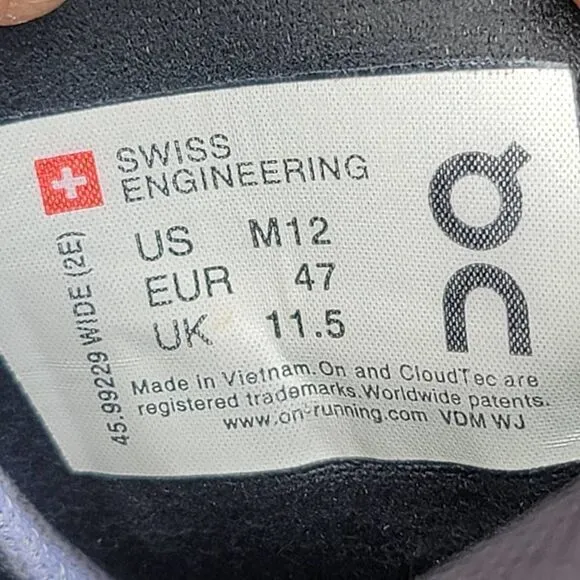 SWISS
ENGINEERING
US M12
EUR 47
UK 11.5
Made in Vietnam.On and CloudTec are
registered trademarks.Worldwide patents.
www.on-running.com VDM WJ
45.99229 WIDE (2E)
On